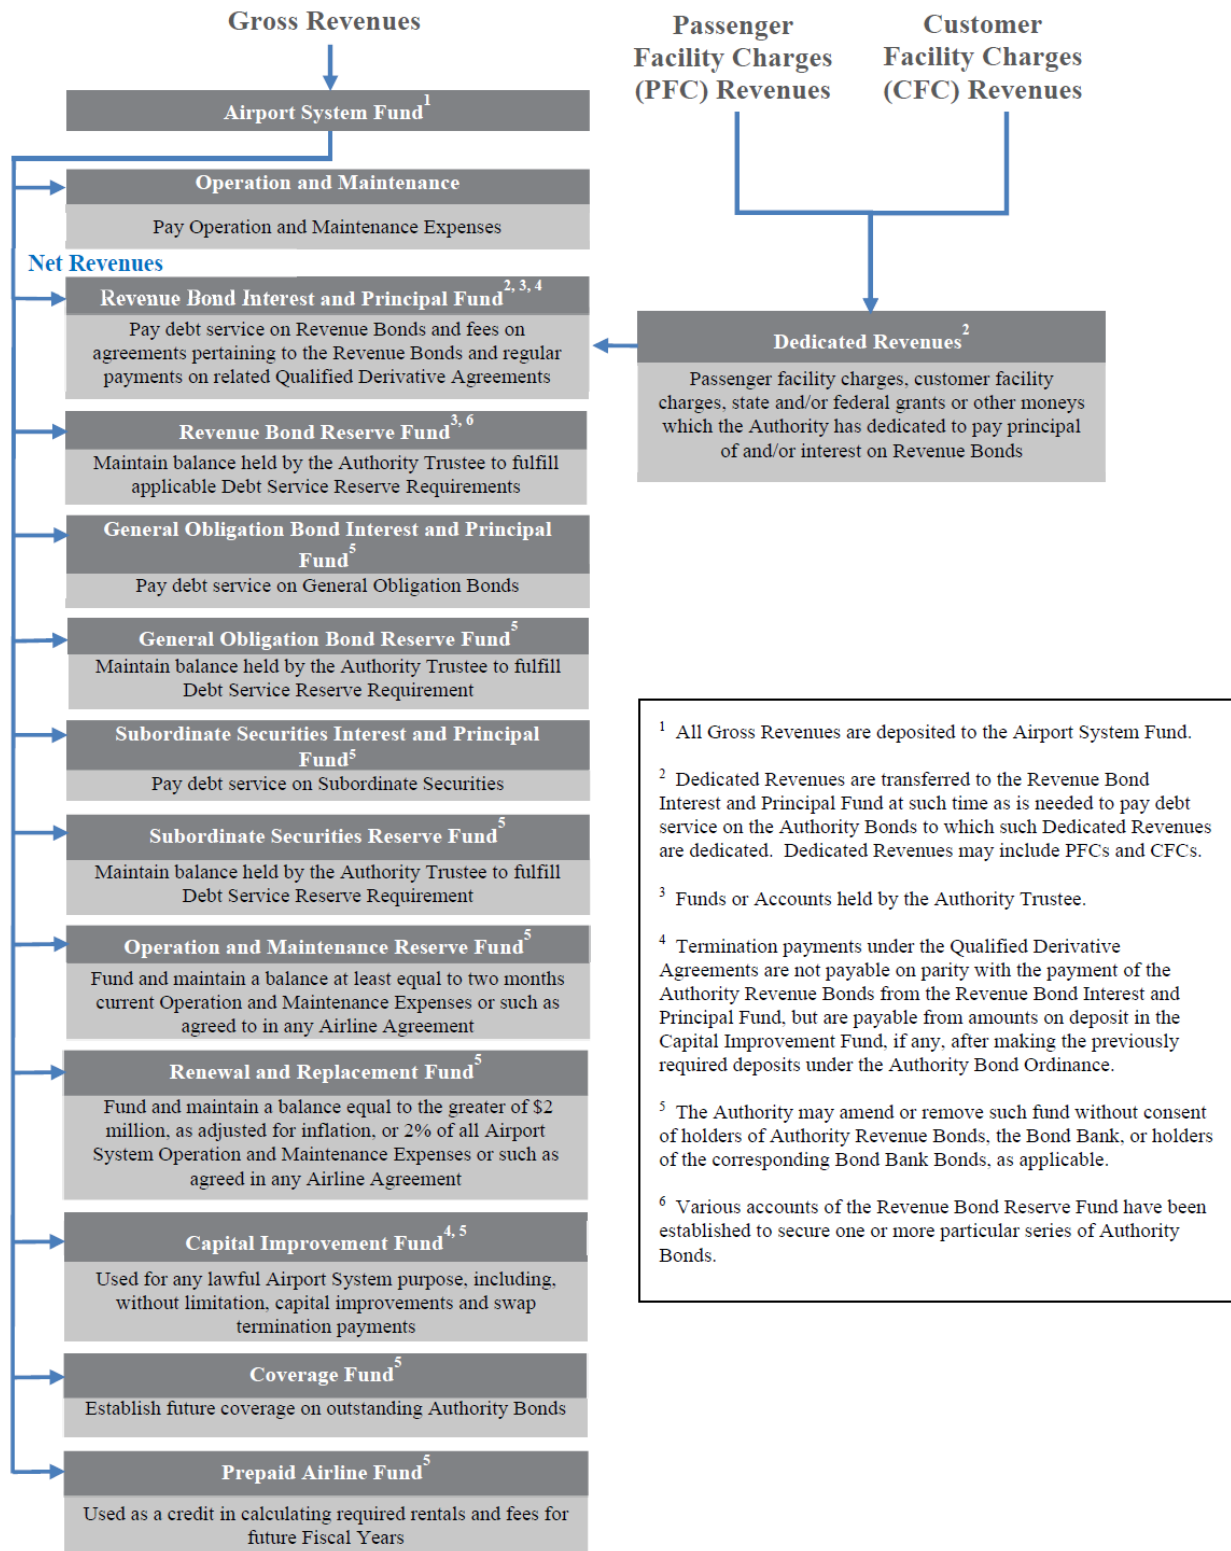 Gross Revenues
Airport System Fund1
Operation and Maintenance
Pay Operation and Maintenance Expenses
Net Revenues
Revenue Bond Interest and Principal Fund2, 3, 4
Pay debt service on Revenue Bonds and fees on
agreements pertaining to the Revenue Bonds and regular
payments on related Qualified Derivative Agreements
Revenue Bond Reserve Fund3, 6
Maintain balance held by the Authority Trustee to fulfill
applicable Debt Service Reserve Requirements
General Obligation Bond Interest and Principal
Fund5
Pay debt service on General Obligation Bonds
General Obligation Bond Reserve Fund5
Maintain balance held by the Authority Trustee to fulfill
Debt Service Reserve Requirement
Subordinate Securities Interest and Principal
Fund5
Pay debt service on Subordinate Securities
Subordinate Securities Reserve Fund5
Maintain balance held by the Authority Trustee to fulfill
Debt Service Reserve Requirement
Operation and Maintenance Reserve Fund5
Fund and maintain a balance at least equal to two months
current Operation and Maintenance Expenses or such as
agreed to in any Airline Agreement
Renewal and Replacement Fund5
Fund and maintain a balance equal to the greater of $2
million, as adjusted for inflation, or 2% of all Airport
System Operation and Maintenance Expenses or such as
agreed in any Airline Agreement
Capital Improvement Fund4, 5
Used for any lawful Airport System purpose, including,
without limitation, capital improvements and swap
termination payments
Coverage Fund5
Establish future coverage on outstanding Authority Bonds
Prepaid Airline Fund5
Used as a credit in calculating required rentals and fees for
future Fiscal Years
Passenger
Facility Charges
(PFC) Revenues
Customer
Facility Charges
(CFC) Revenues
Dedicated Revenues2
Passenger facility charges, customer facility
charges, state and/or federal grants or other moneys
which the Authority has dedicated to pay principal
of and/or interest on Revenue Bonds
1 All Gross Revenues are deposited to the Airport System Fund.
2 Dedicated Revenues are transferred to the Revenue Bond
Interest and Principal Fund at such time as is needed to pay debt
service on the Authority Bonds to which such Dedicated Revenues
are dedicated. Dedicated Revenues may include PFCs and CFCs.
3 Funds or Accounts held by the Authority Trustee.
4 Termination payments under the Qualified Derivative
Agreements are not payable on parity with the payment of the
Authority Revenue Bonds from the Revenue Bond Interest and
Principal Fund, but are payable from amounts on deposit in the
Capital Improvement Fund, if any, after making the previously
required deposits under the Authority Bond Ordinance.
5 The Authority may amend or remove such fund without consent
of holders of Authority Revenue Bonds, the Bond Bank, or holders
of the corresponding Bond Bank Bonds, as applicable.
6 Various accounts of the Revenue Bond Reserve Fund have been
established to secure one or more particular series of Authority
Bonds.